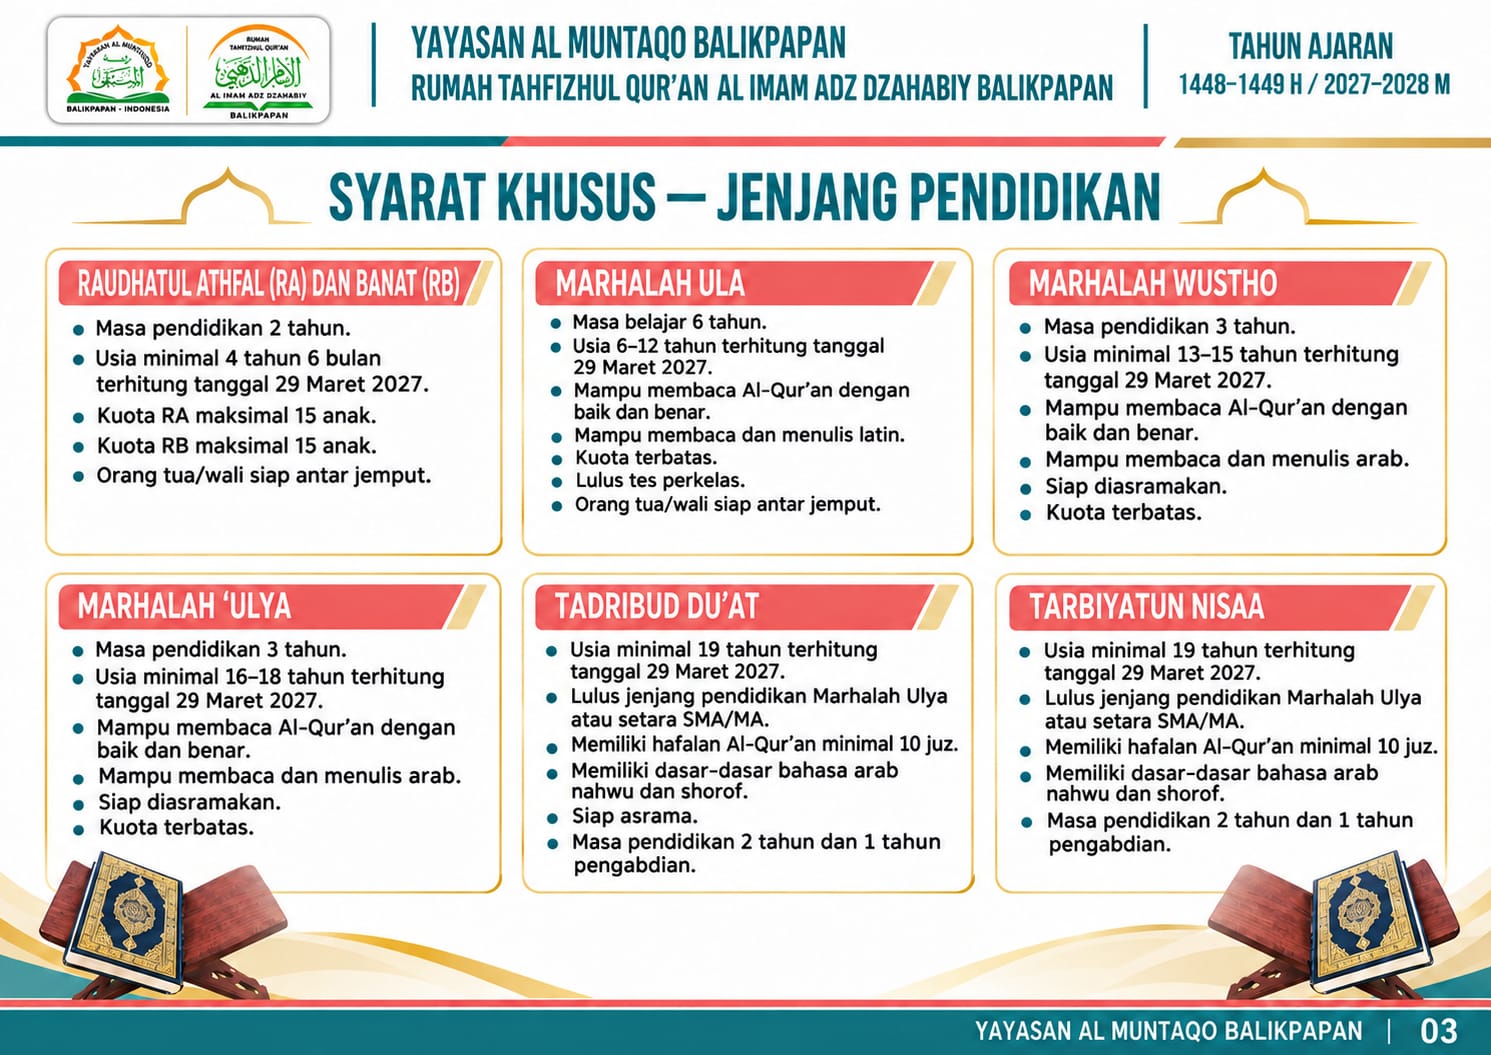 YAYASAN AL MUNTAQO
المستقى
BALIKPAPAN - INDONESIA
RUMAH
TAHFIZHUL QUR'AN
الإمام الذهبي
AL IMAM ADZ DZAHABIY
BALIKPAPAN
YAYASAN AL MUNTAQO BALIKPAPAN
RUMAH TAHFIZHUL QUR'AN AL IMAM ADZ DZAHABIY BALIKPAPAN
TAHUN AJARAN
1448-1449 H / 2027-2028 M
SYARAT KHUSUS — JENJANG PENDIDIKAN
RAUDHATUL ATHFAL (RA) DAN BANAT (RB)
• Masa pendidikan 2 tahun.
• Usia minimal 4 tahun 6 bulan
terhitung tanggal 29 Maret 2027.
• Kuota RA maksimal 15 anak.
• Kuota RB maksimal 15 anak.
• Orang tua/wali siap antar jemput.
MARHALAH ULA
• Masa belajar 6 tahun.
• Usia 6-12 tahun terhitung tanggal
29 Maret 2027.
• Mampu membaca Al-Qur'an dengan
baik dan benar.
• Mampu membaca dan menulis latin.
• Kuota terbatas.
• Lulus tes perkelas.
• Orang tua/wali siap antar jemput.
MARHALAH WUSTHO
• Masa pendidikan 3 tahun.
• Usia minimal 13-15 tahun terhitung
tanggal 29 Maret 2027.
• Mampu membaca Al-Qur'an dengan
baik dan benar.
• Mampu membaca dan menulis arab.
• Siap diasramakan.
• Kuota terbatas.
MARHALAH 'ULYA
• Masa pendidikan 3 tahun.
• Usia minimal 16-18 tahun terhitung
tanggal 29 Maret 2027.
• Mampu membaca Al-Qur'an dengan
baik dan benar.
• Mampu membaca dan menulis arab.
• Siap diasramakan.
• Kuota terbatas.
TADRIBUD DU'AT
• Usia minimal 19 tahun terhitung
tanggal 29 Maret 2027.
• Lulus jenjang pendidikan Marhalah Ulya
atau setara SMA/MA.
• Memiliki hafalan Al-Qur'an minimal 10 juz.
• Memiliki dasar-dasar bahasa arab
nahwu dan shorof.
• Siap asrama.
• Masa pendidikan 2 tahun dan 1 tahun
pengabdian.
TARBIYATUN NISAA
• Usia minimal 19 tahun terhitung
tanggal 29 Maret 2027.
• Lulus jenjang pendidikan Marhalah Ulya
atau setara SMA/MA.
• Memiliki hafalan Al-Qur'an minimal 10 juz.
• Memiliki dasar-dasar bahasa arab
nahwu dan shorof.
• Masa pendidikan 2 tahun dan 1 tahun
pengabdian.
YAYASAN AL MUNTAQO BALIKPAPAN | 03